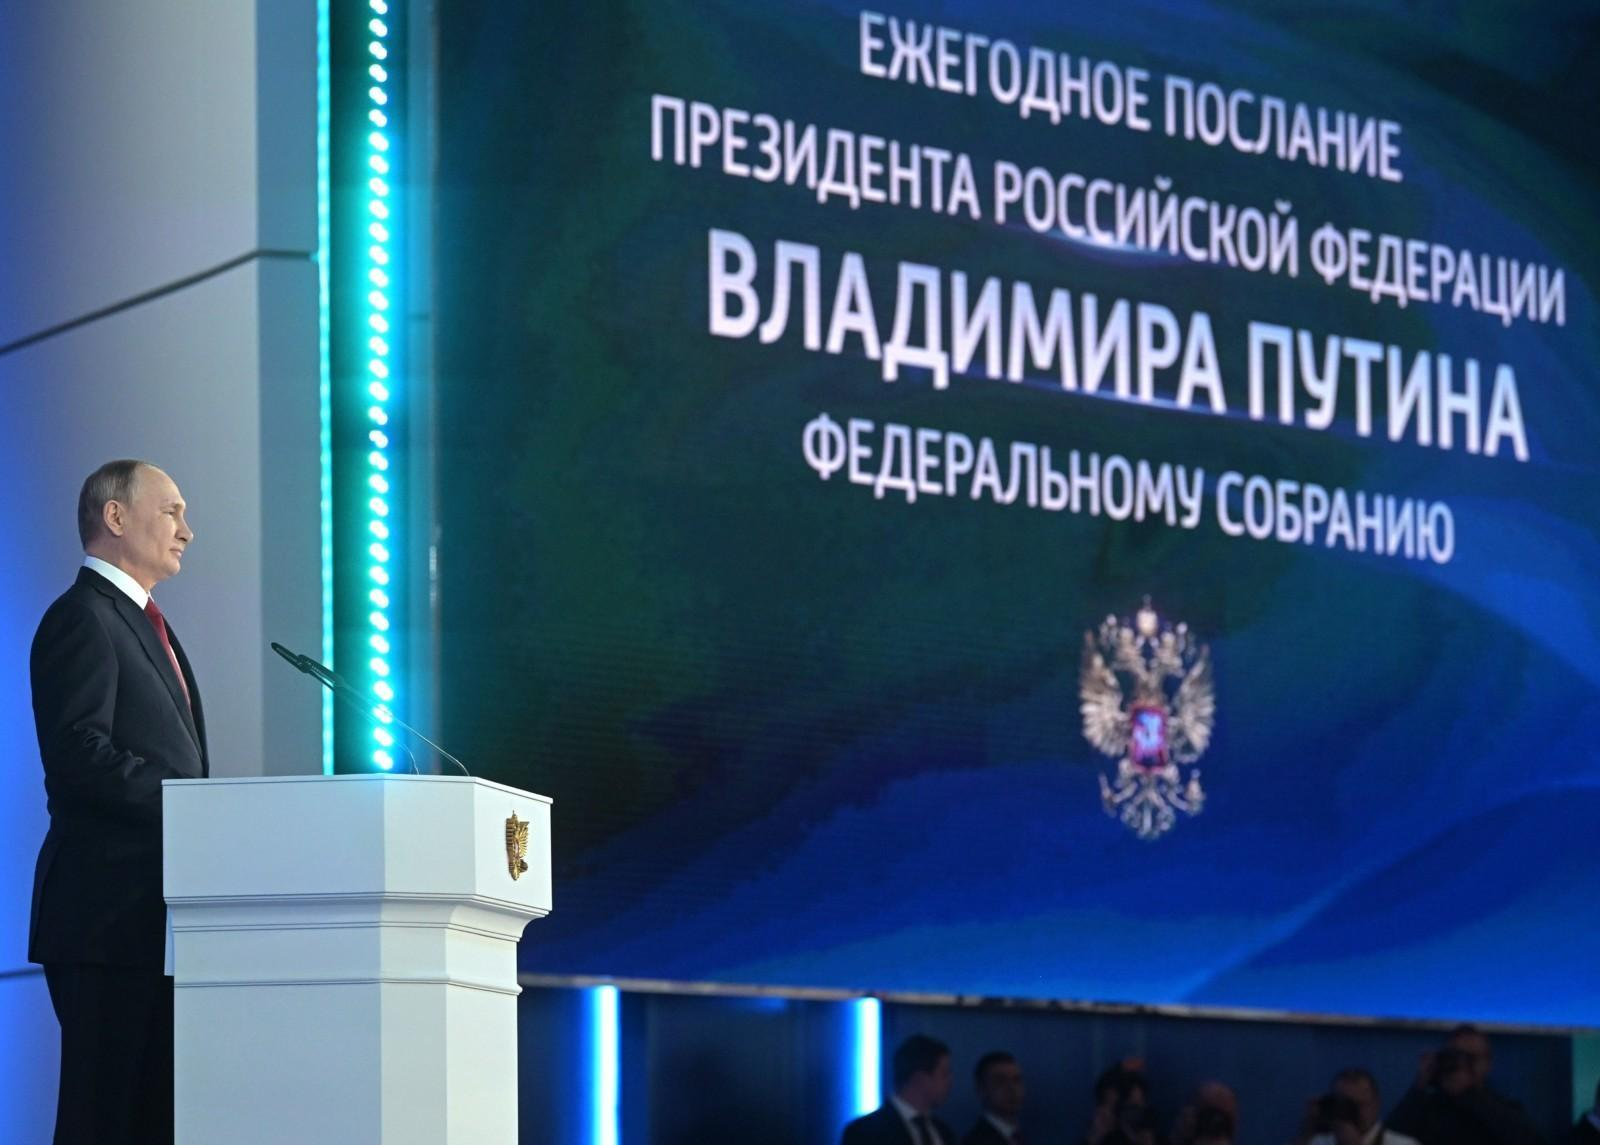 ЕЖЕГОДНОЕ ПОСЛАНИЕ
ПРЕЗИДЕНТА РОССИЙСКОЙ ФЕДЕРАЦИИ
ВЛАДИМИРА ПУТИНА
ФЕДЕРАЛЬНОМУ СОБРАНИЮ